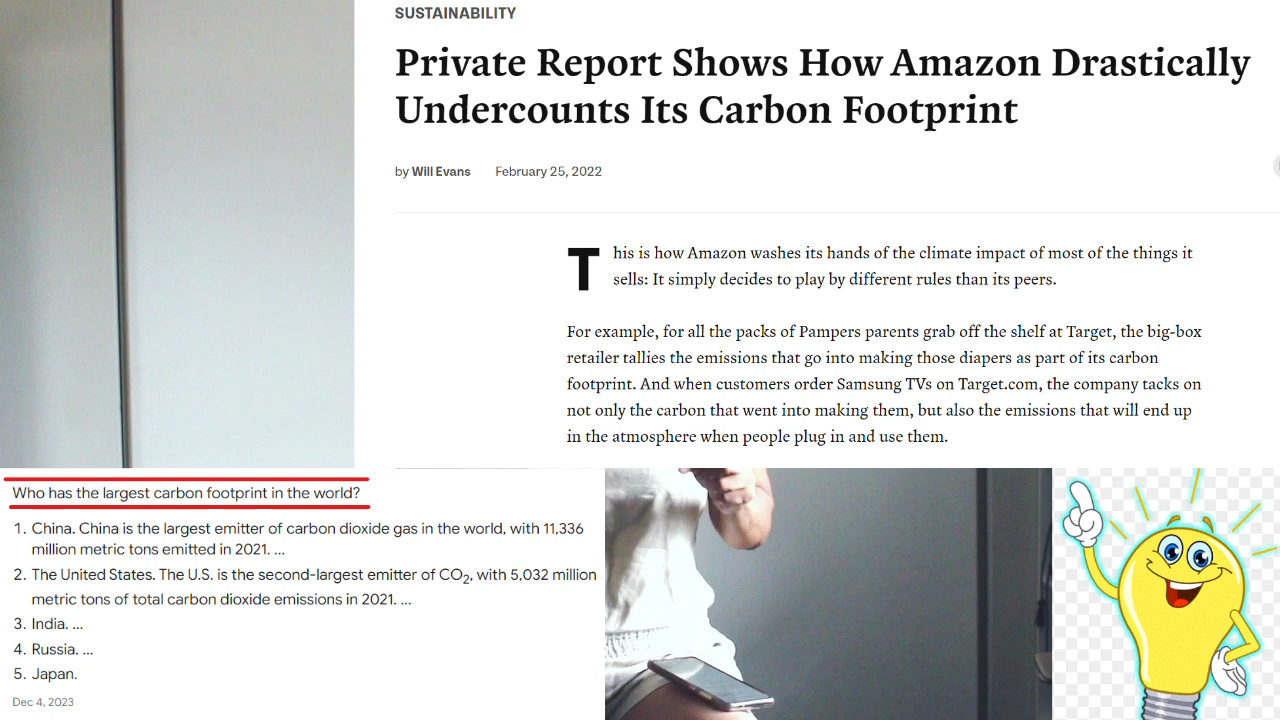 SUSTAINABILITY
Private Report Shows How Amazon Drastically
Undercounts Its Carbon Footprint
by Will Evans February 25, 2022
This is how Amazon washes its hands of the climate impact of most of the things it
sells: It simply decides to play by different rules than its peers.
For example, for all the packs of Pampers parents grab off the shelf at Target, the big-box
retailer tallies the emissions that go into making those diapers as part of its carbon
footprint. And when customers order Samsung TVs on Target.com, the company tacks on
not only the carbon that went into making them, but also the emissions that will end up
in the atmosphere when people plug in and use them.
Who has the largest carbon footprint in the world?
1. China. China is the largest emitter of carbon dioxide gas in the world, with 11,336
million metric tons emitted in 2021. ...
2. The United States. The U.S. is the second-largest emitter of CO₂, with 5,032 million
metric tons of total carbon dioxide emissions in 2021. ...
3. India. ...
4. Russia. ...
5. Japan.
Dec 4, 2023